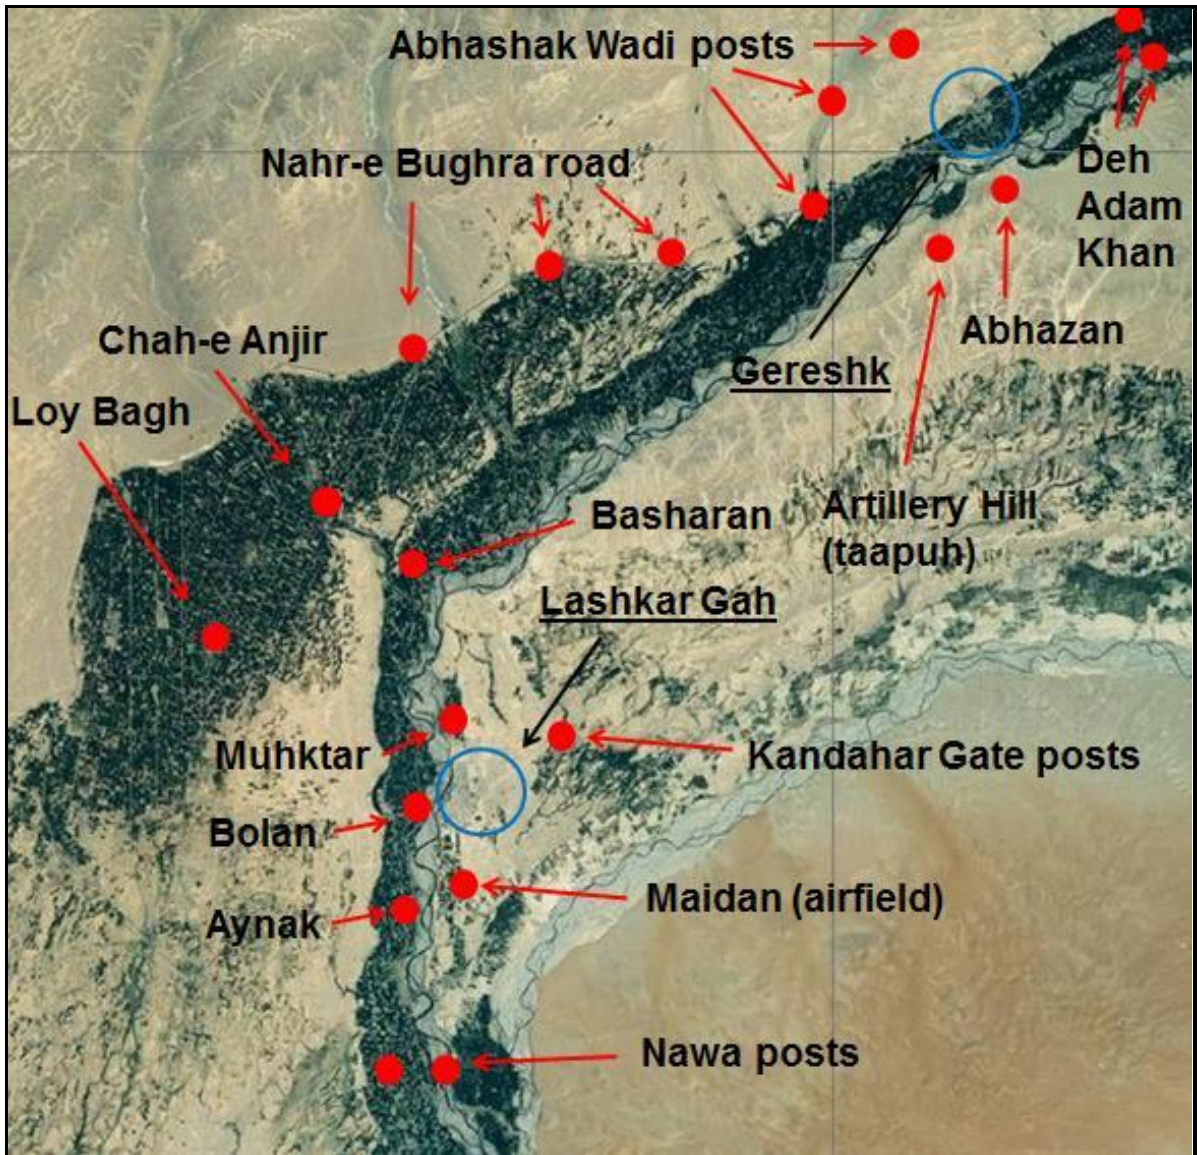 Abhashak Wadi posts
Nahr-e Bughra road
Deh
Adam
Khan
Chah-e Anjir
Abhazan
Gereshk
Loy Bagh
Artillery Hill
(taapuh)
Basharan
Lashkar Gah
Muhktar
Kandahar Gate posts
Bolan
Maidan (airfield)
Aynak
Nawa posts